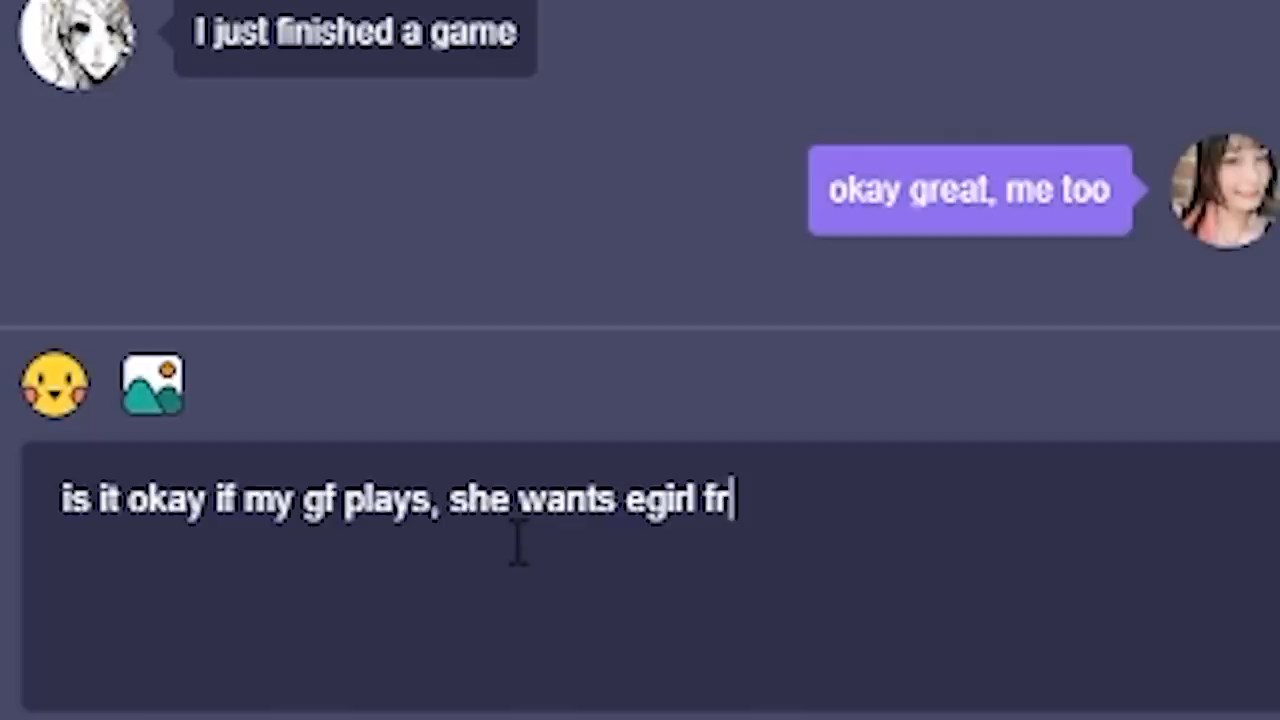 I just finished a game
okay great, me too
is it okay if my gf plays, she wants egirl fr